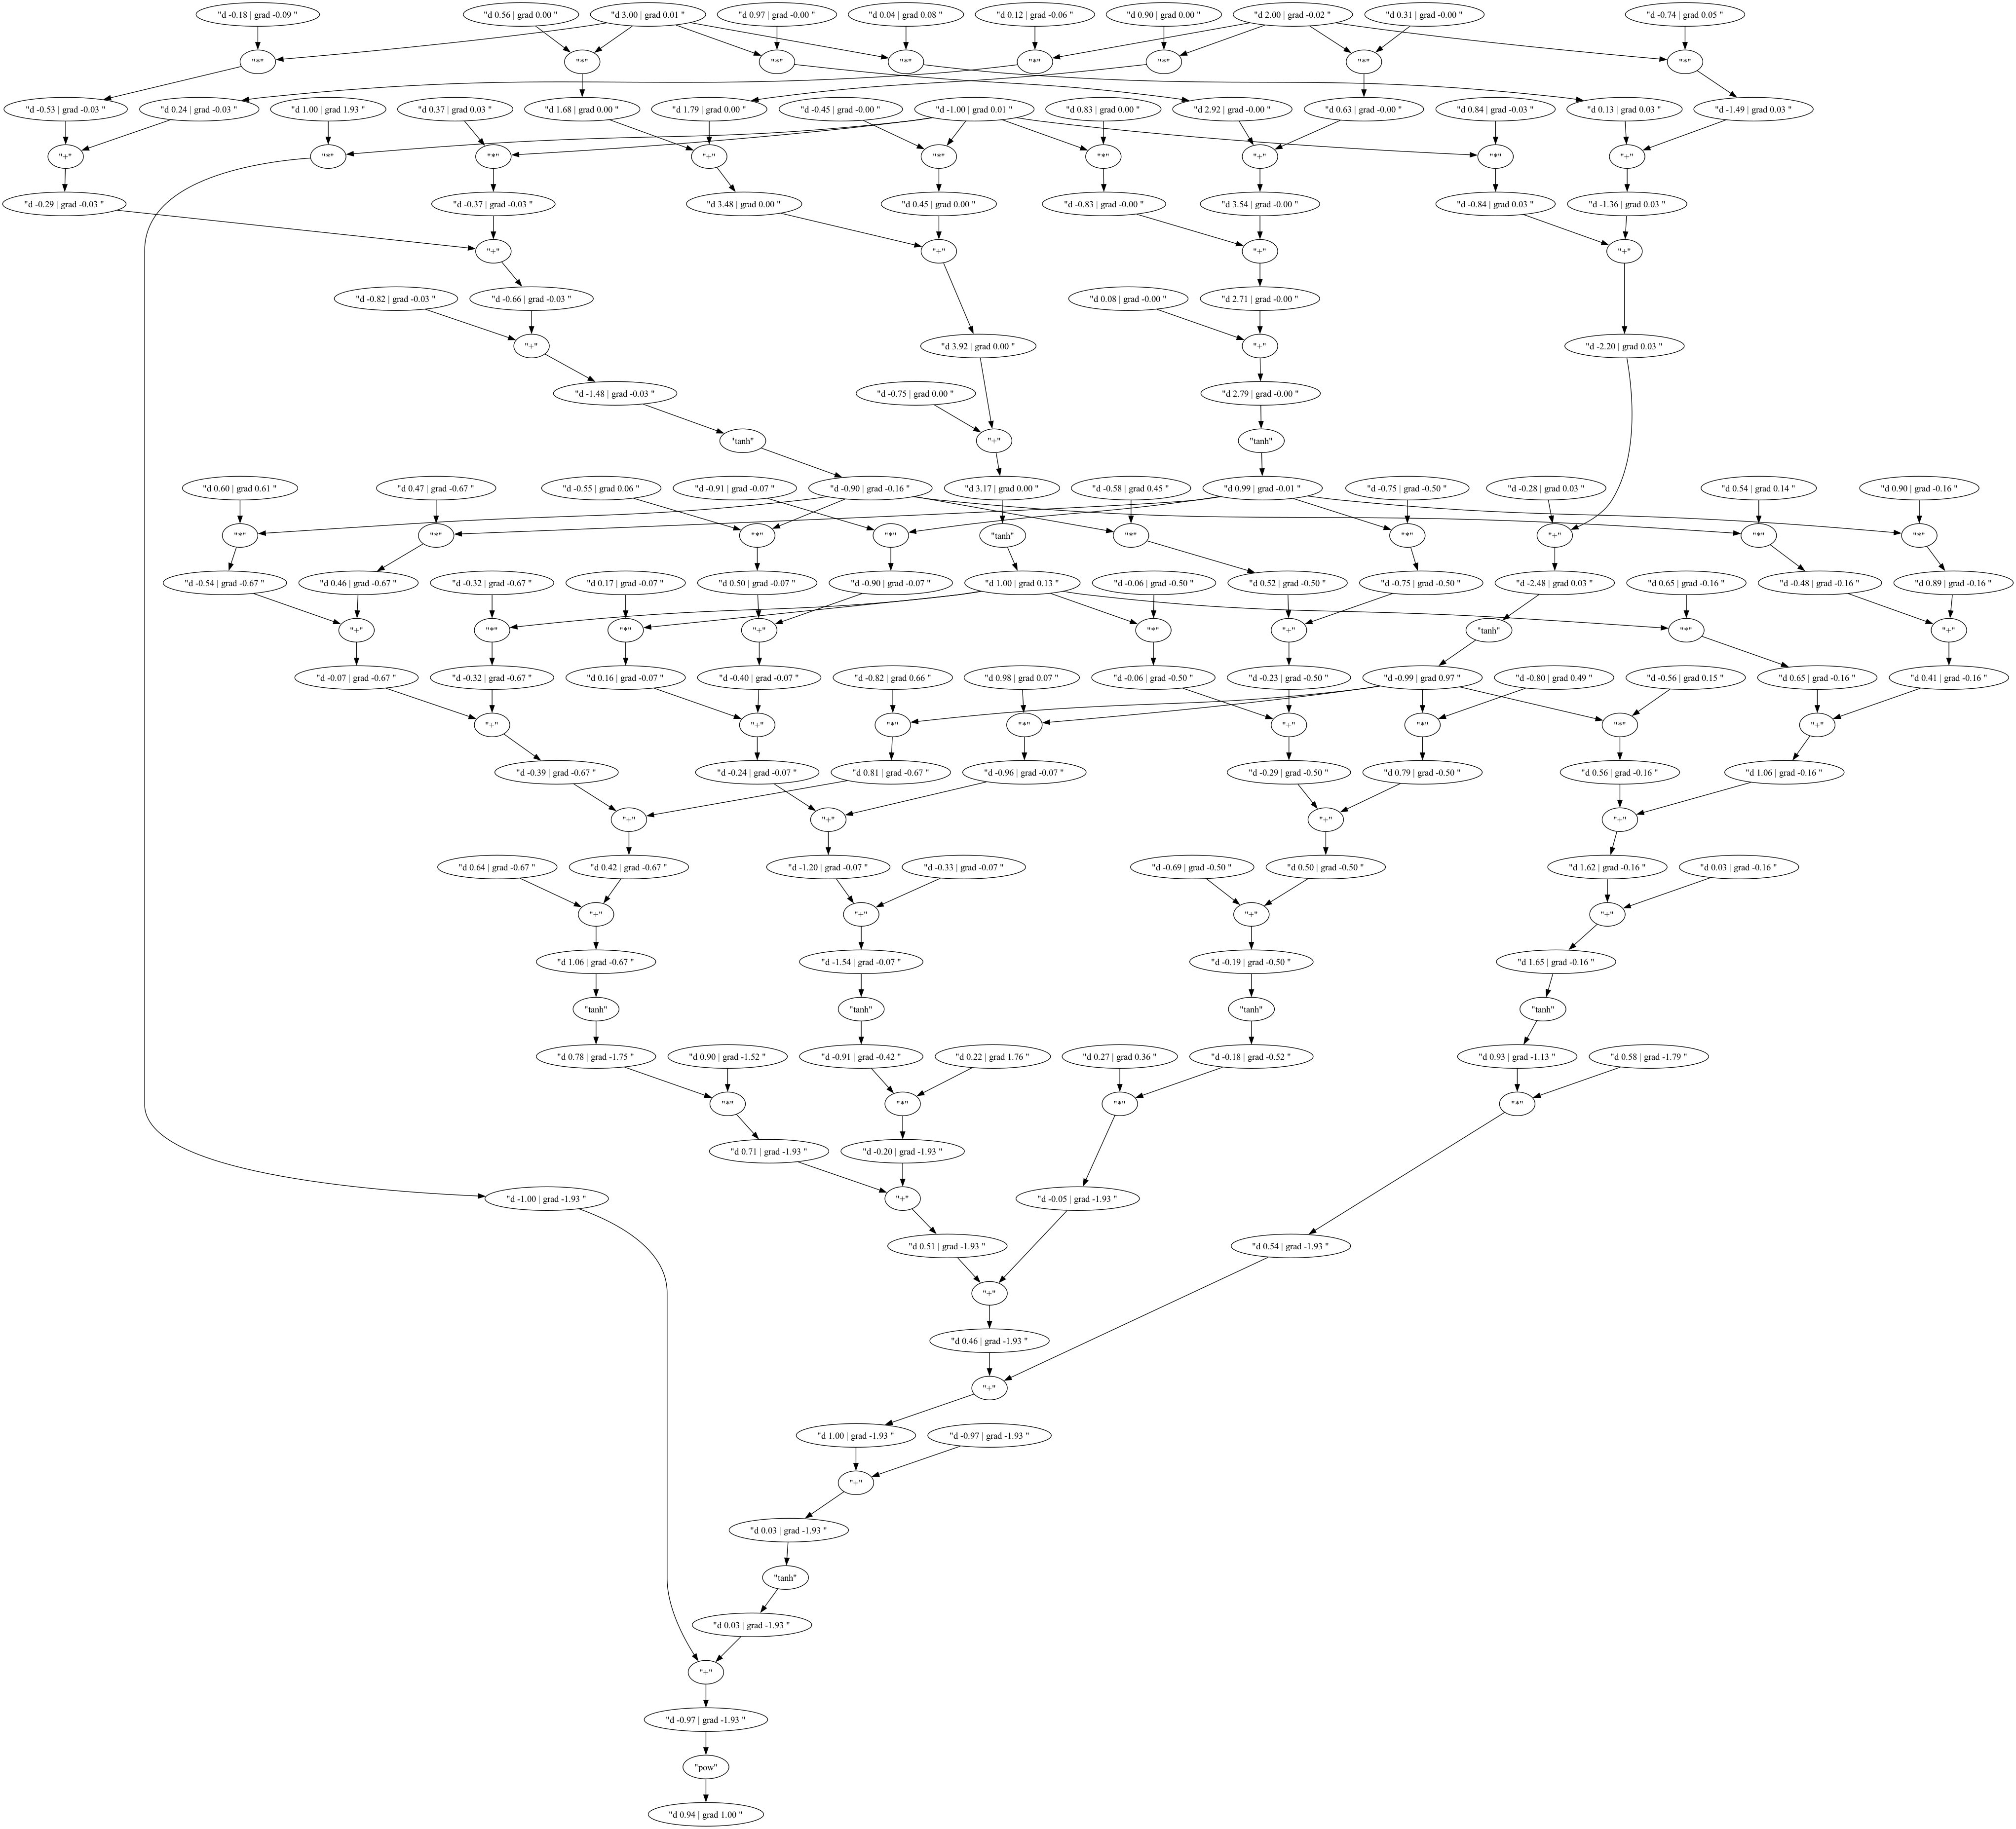 "d -0.18 | grad -0.09 "
"d 0.56 | grad 0.00 "
"d 3.00 | grad 0.01 "
"d 0.97 | grad -0.00 "
"d 0.04 | grad 0.08 "
"d 0.12 | grad -0.06 "
"d 0.90 | grad 0.00 "
"d 2.00 | grad -0.02 "
"d 0.31 | grad -0.00 "
"d -0.74 | grad 0.05 "
"*"
"*"
"*"
"*"
"*"
"*"
"*"
"*"
"d -0.53 | grad -0.03 "
"d 0.24 | grad -0.03 "
"d 1.00 | grad 1.93 "
"d 0.37 | grad 0.03 "
"d 1.68 | grad 0.00 "
"d 1.79 | grad 0.00 "
"d -0.45 | grad -0.00 "
"d -1.00 | grad 0.01 "
"d 0.83 | grad 0.00 "
"d 2.92 | grad -0.00 "
"d 0.63 | grad -0.00 "
"d 0.84 | grad -0.03 "
"d 0.13 | grad 0.03 "
"d -1.49 | grad 0.03 "
"+"
"*"
"*"
"+"
"*"
"*"
"+"
"*"
"+"
"d -0.29 | grad -0.03 "
"d -0.37 | grad -0.03 "
"d 3.48 | grad 0.00 "
"d 0.45 | grad 0.00 "
"d -0.83 | grad -0.00 "
"d 3.54 | grad -0.00 "
"d -0.84 | grad 0.03 "
"d -1.36 | grad 0.03 "
"+"
"+"
"+"
"+"
"d -0.82 | grad -0.03 "
"d -0.66 | grad -0.03 "
"d 0.08 | grad -0.00 "
"d 2.71 | grad -0.00 "
"+"
"d 3.92 | grad 0.00 "
"+"
"d -2.20 | grad 0.03 "
"d -1.48 | grad -0.03 "
"d -0.75 | grad 0.00 "
"d 2.79 | grad -0.00 "
"tanh"
"+"
"tanh"
"d 0.60 | grad 0.61 "
"d 0.47 | grad -0.67 "
"d -0.55 | grad 0.06 "
"d -0.91 | grad -0.07 "
"d -0.90 | grad -0.16 "
"d 3.17 | grad 0.00 "
"d -0.58 | grad 0.45 "
"d 0.99 | grad -0.01 "
"d -0.75 | grad -0.50 "
"d -0.28 | grad 0.03 "
"d 0.54 | grad 0.14 "
"d 0.90 | grad -0.16 "
"*"
"*"
"*"
"*"
"tanh"
"*"
"*"
"+"
"*"
"*"
"d -0.54 | grad -0.67 "
"d 0.46 | grad -0.67 "
"d -0.32 | grad -0.67 "
"d 0.17 | grad -0.07 "
"d 0.50 | grad -0.07 "
"d -0.90 | grad -0.07 "
"d 1.00 | grad 0.13 "
"d -0.06 | grad -0.50 "
"d 0.52 | grad -0.50 "
"d -0.75 | grad -0.50 "
"d -2.48 | grad 0.03 "
"d 0.65 | grad -0.16 "
"d -0.48 | grad -0.16 "
"d 0.89 | grad -0.16 "
"+"
"*"
"*"
"+"
"*"
"+"
"tanh"
"*"
"+"
"d -0.07 | grad -0.67 "
"d -0.32 | grad -0.67 "
"d 0.16 | grad -0.07 "
"d -0.40 | grad -0.07 "
"d -0.82 | grad 0.66 "
"d 0.98 | grad 0.07 "
"d -0.06 | grad -0.50 "
"d -0.23 | grad -0.50 "
"d -0.99 | grad 0.97 "
"d -0.80 | grad 0.49 "
"d -0.56 | grad 0.15 "
"d 0.65 | grad -0.16 "
"d 0.41 | grad -0.16 "
"+"
"+"
"*"
"*"
"+"
"*"
"*"
"+"
"d -0.39 | grad -0.67 "
"d -0.24 | grad -0.07 "
"d 0.81 | grad -0.67 "
"d -0.96 | grad -0.07 "
"d -0.29 | grad -0.50 "
"d 0.79 | grad -0.50 "
"d 0.56 | grad -0.16 "
"d 1.06 | grad -0.16 "
"+"
"+"
"+"
"+"
"d 0.64 | grad -0.67 "
"d 0.42 | grad -0.67 "
"d -1.20 | grad -0.07 "
"d -0.33 | grad -0.07 "
"d -0.69 | grad -0.50 "
"d 0.50 | grad -0.50 "
"d 1.62 | grad -0.16 "
"d 0.03 | grad -0.16 "
"+"
"+"
"+"
"+"
"d 1.06 | grad -0.67 "
"d -1.54 | grad -0.07 "
"d -0.19 | grad -0.50 "
"d 1.65 | grad -0.16 "
"tanh"
"tanh"
"tanh"
"tanh"
"d 0.78 | grad -1.75 "
"d 0.90 | grad -1.52 "
"d -0.91 | grad -0.42 "
"d 0.22 | grad 1.76 "
"d 0.27 | grad 0.36 "
"d -0.18 | grad -0.52 "
"d 0.93 | grad -1.13 "
"d 0.58 | grad -1.79 "
"*"
"*"
"*"
"*"
"d 0.71 | grad -1.93 "
"d -0.20 | grad -1.93 "
"d -1.00 | grad -1.93 "
"+"
"d -0.05 | grad -1.93 "
"d 0.51 | grad -1.93 "
"d 0.54 | grad -1.93 "
"+"
"d 0.46 | grad -1.93 "
"+"
"d 1.00 | grad -1.93 "
"d -0.97 | grad -1.93 "
"+"
"d 0.03 | grad -1.93 "
"tanh"
"d 0.03 | grad -1.93 "
"+"
"d -0.97 | grad -1.93 "
"pow"
"d 0.94 | grad 1.00 "